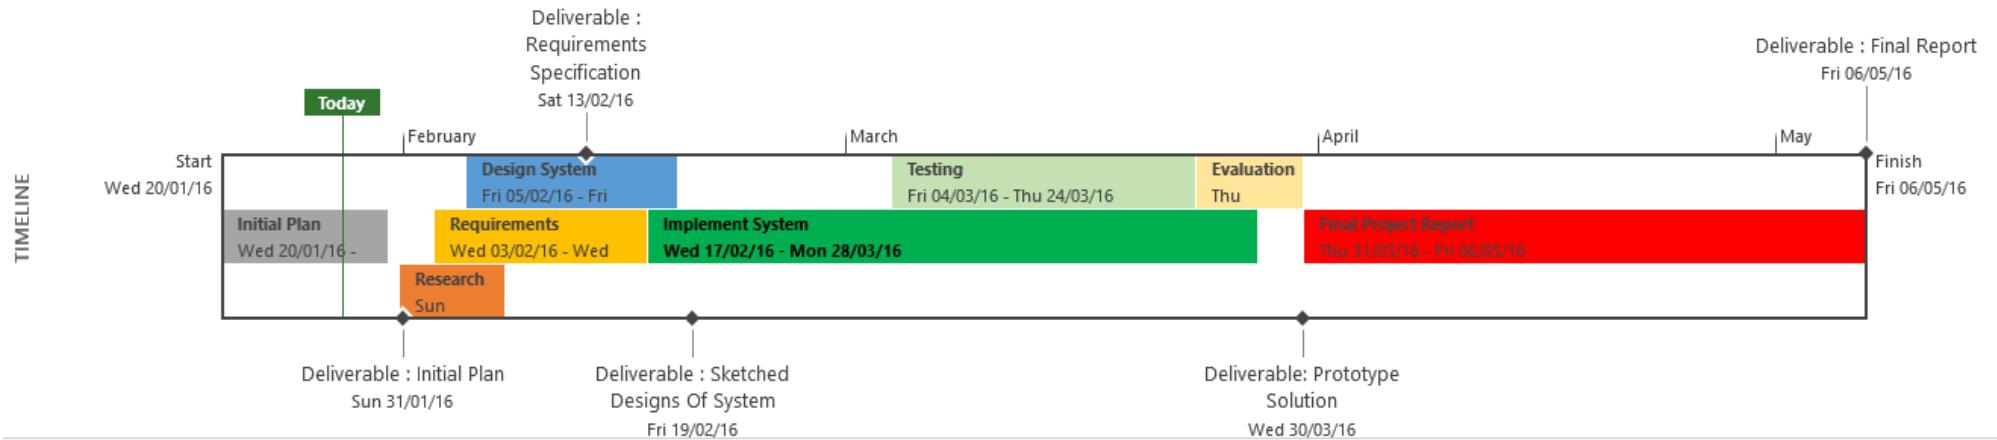 Deliverable :
Requirements
Specification
Sat 13/02/16
Deliverable : Final Report
Fri 06/05/16
Today
February
March
April
May
TIMELINE
Start
Wed 20/01/16
Finish
Fri 06/05/16
Design System
Fri 05/02/16 - Fri
Testing
Fri 04/03/16 - Thu 24/03/16
Evaluation
Thu
Initial Plan
Wed 20/01/16 -
Requirements
Wed 03/02/16 - Wed
Implement System
Wed 17/02/16 - Mon 28/03/16
Final Project Report
Thu 31/03/16 - Fri 06/05/16
Research
Sun
Deliverable : Initial Plan
Sun 31/01/16
Deliverable : Sketched
Designs Of System
Fri 19/02/16
Deliverable: Prototype
Solution
Wed 30/03/16